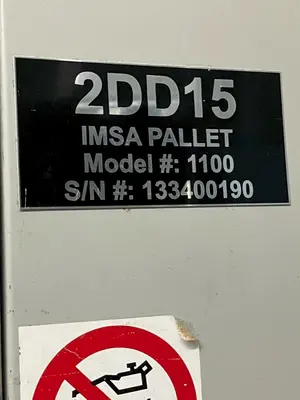 2DD15
IMSA PALLET
Model #: 1100
S/N #: 133400190